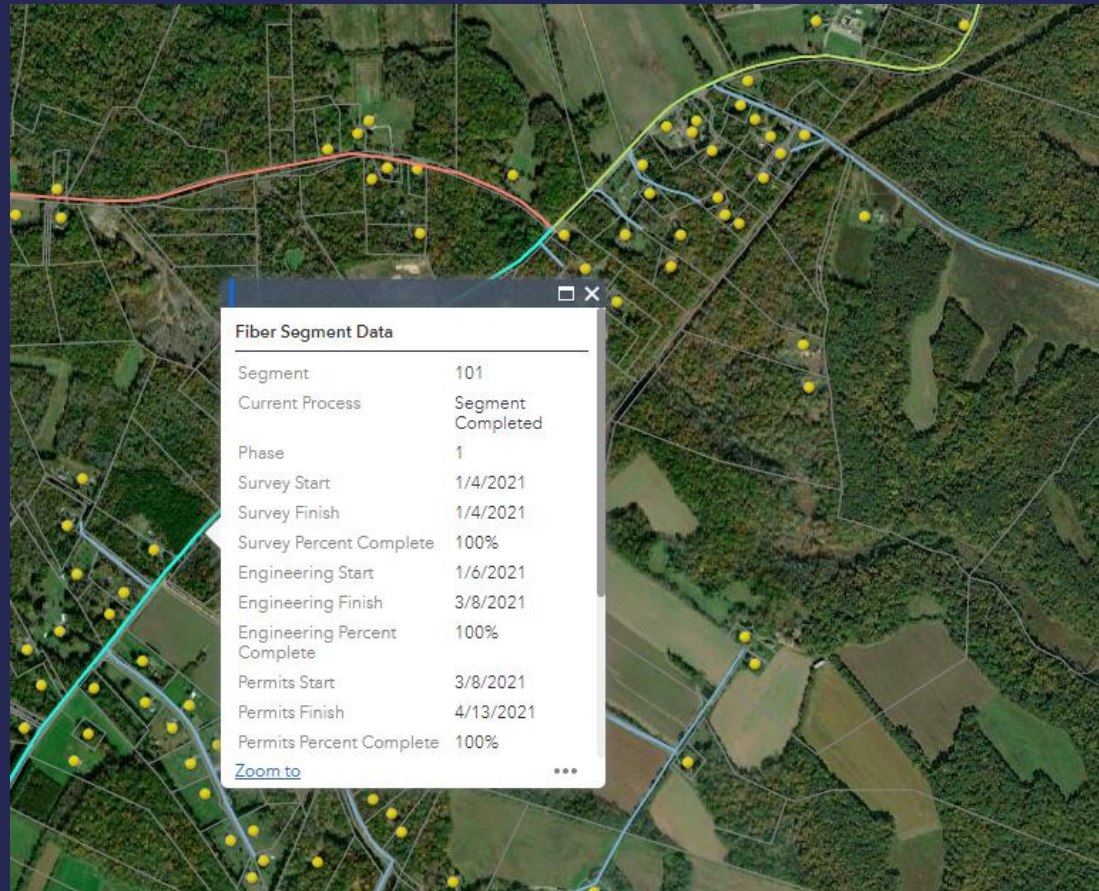 Fiber Segment Data
Segment 101
Current Process Segment
Completed
Phase 1
Survey Start 1/4/2021
Survey Finish 1/4/2021
Survey Percent Complete 100%
Engineering Start 1/6/2021
Engineering Finish 3/8/2021
Engineering Percent 100%
Complete
Permits Start 3/8/2021
Permits Finish 4/13/2021
Permits Percent Complete 100%
Zoom to